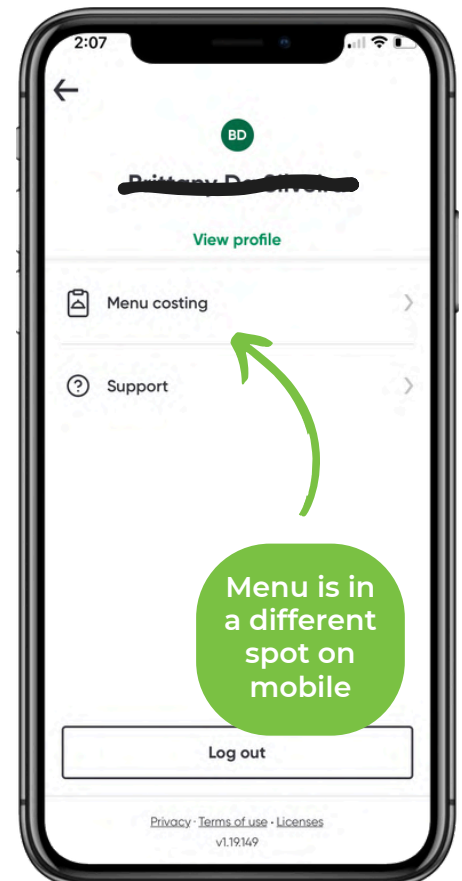 2:07
BD
View profile
Menu costing
Support
Menu is in
a different
spot on
mobile
Log out
Privacy · Terms of use · Licenses
v1.19.149